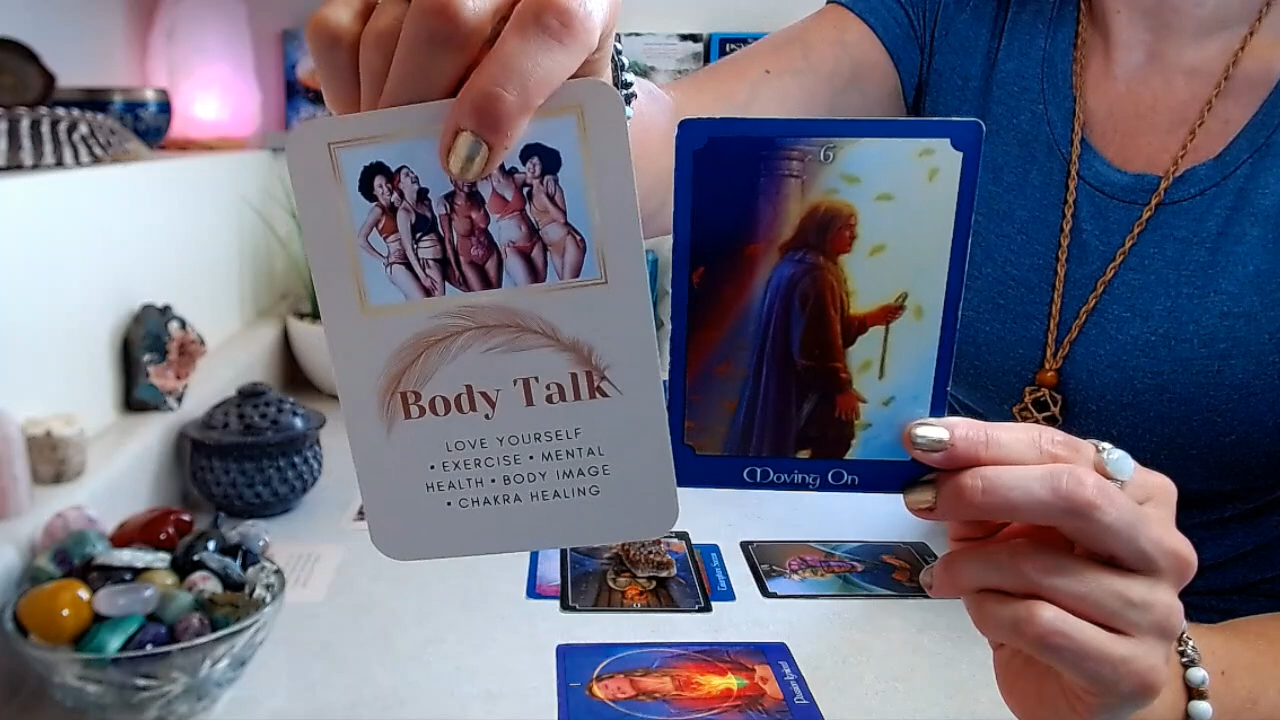 Body Talk
LOVE YOURSELF
• EXERCISE • MENTAL
HEALTH • BODY IMAGE
• CHAKRA HEALING
6
Moving On